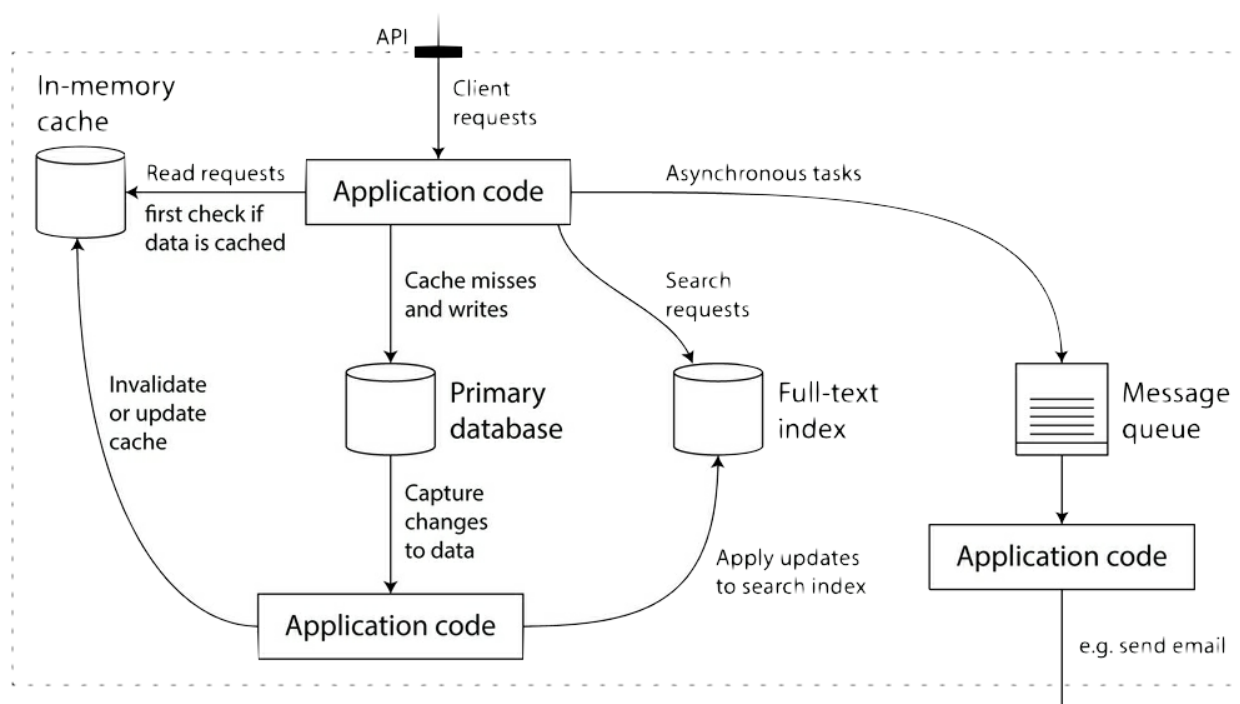 API
Client
requests
In-memory
cache
Read requests
first check if
data is cached
Application code
Asynchronous tasks
Cache misses
and writes
Search
requests
Invalidate
or update
cache
Primary
database
Full-text
index
Message
queue
Capture
changes
to data
Apply updates
to search index
Application code
Application code
e.g. send email